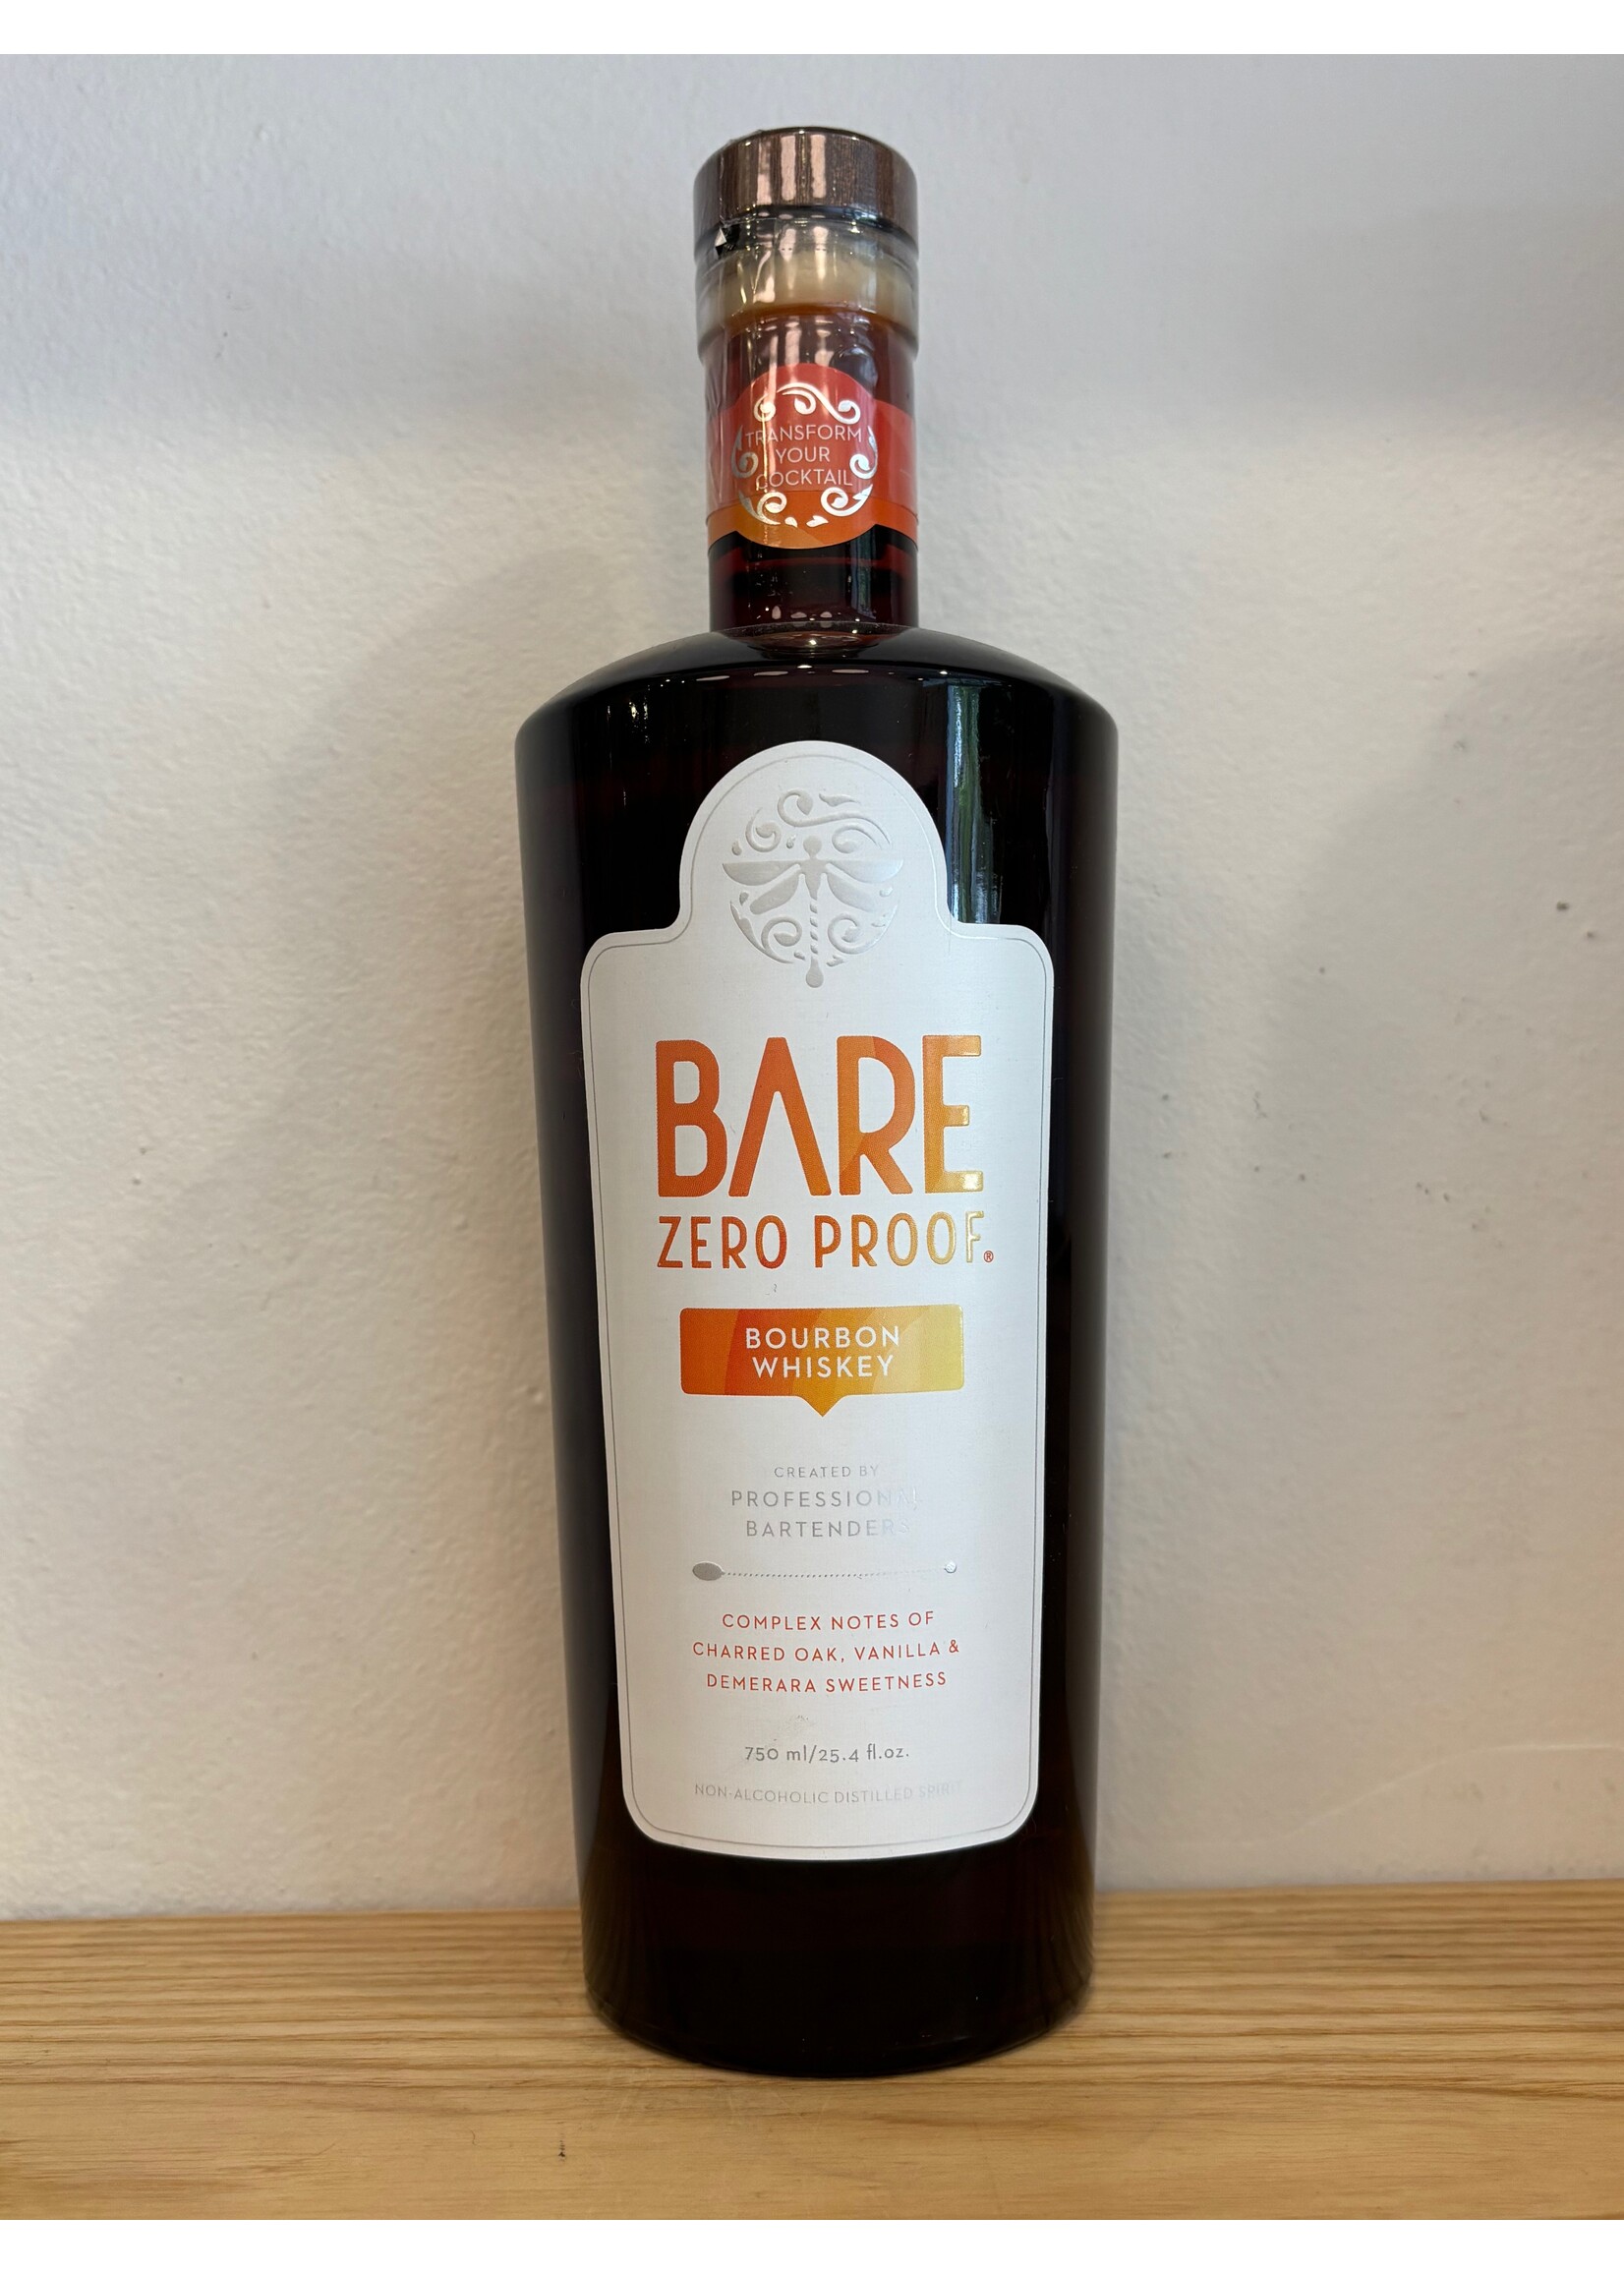 TRANSFORM
YOUR
COCKTAIL
BARE
ZERO PROOF®
BOURBON
WHISKEY
CREATED BY
PROFESSIONAL
BARTENDERS
COMPLEX NOTES OF
CHARRED OAK, VANILLA &
DEMERARA SWEETNESS
750 ml/25.4 fl.oz.
NON-ALCOHOLIC DISTILLED SPIRIT